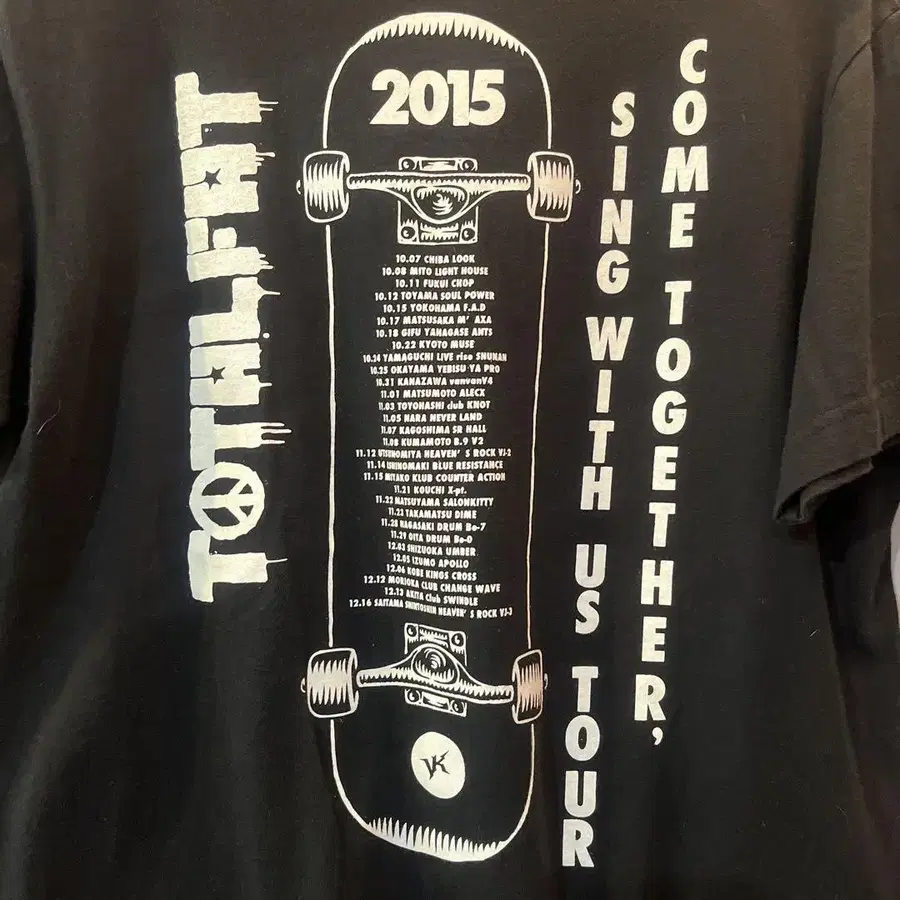 TOTALFAT
2015
10.07 CHIBA LOOK
10.08 MITO LIGHT HOUSE
10.11 FUKUI CHOP
10.12 TOYAMA SOUL POWER
10.15 YOKOHAMA F.A.D
10.17 MATSUSAKA M' AXA
10.18 GIFU YANAGASE ANTS
10.22 KYOTO MUSE
10.24 YAMAGUCHI LIVE rise SHUNAN
10.25 OKAYAMA YEBISU YA PRO
10.31 KANAZAWA vanvanV4
11.01 MATSUMOTO ALECX
11.03 TOYOHASHI club KNOT
11.05 NARA NEVER LAND
11.07 KAGOSHIMA SR HALL
11.08 KUMAMOTO B.9 V2
11.12 UTSUNOMIYA HEAVEN' S ROCK VJ-2
11.14 ISHINOMAKI BLUE RESISTANCE
11.15 MIYAKO KLUB COUNTER ACTION
11.21 KOUCHI X-pt.
11.22 MATSUYAMA SALONKITTY
11.23 TAKAMATSU DIME
11.28 NAGASAKI DRUM Be-7
11.29 OITA DRUM Be-0
12.03 SHIZUOKA UMBER
12.05 IZUMO APOLLO
12.06 KOBE KINGS CROSS
12.12 MORIOKA CLUB CHANGE WAVE
12.13 AKITA Club SWINDLE
12.16 SAITAMA SHINTOSHIN HEAVEN' S ROCK VJ-3
VK
COME TOGETHER,
SING WITH US TOUR